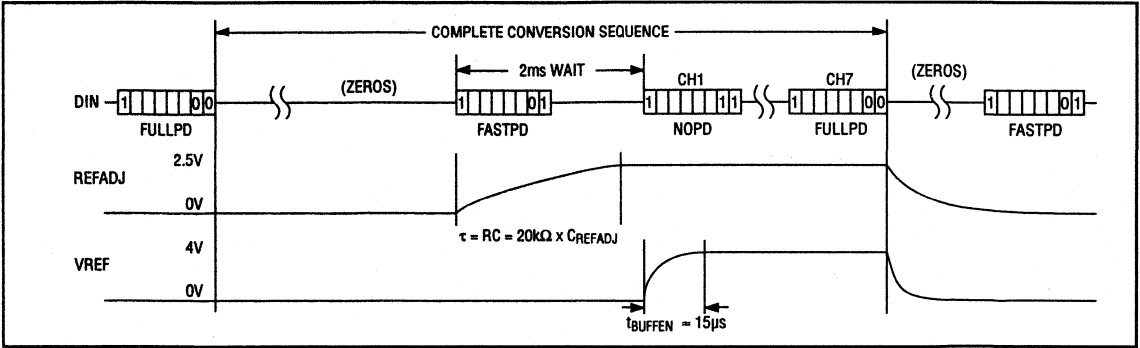 COMPLETE CONVERSION SEQUENCE
2ms WAIT
(ZEROS)
CH1
CH7
(ZEROS)
DIN
1 0 0
1 0 1
1 1 1
1 0 0
1 0 1
FULLPD
FASTPD
NOPD
FULLPD
FASTPD
REFADJ
2.5V
0V
τ = RC = 20kΩ x CREFADJ
VREF
4V
0V
tBUFFEN ≈ 15µs